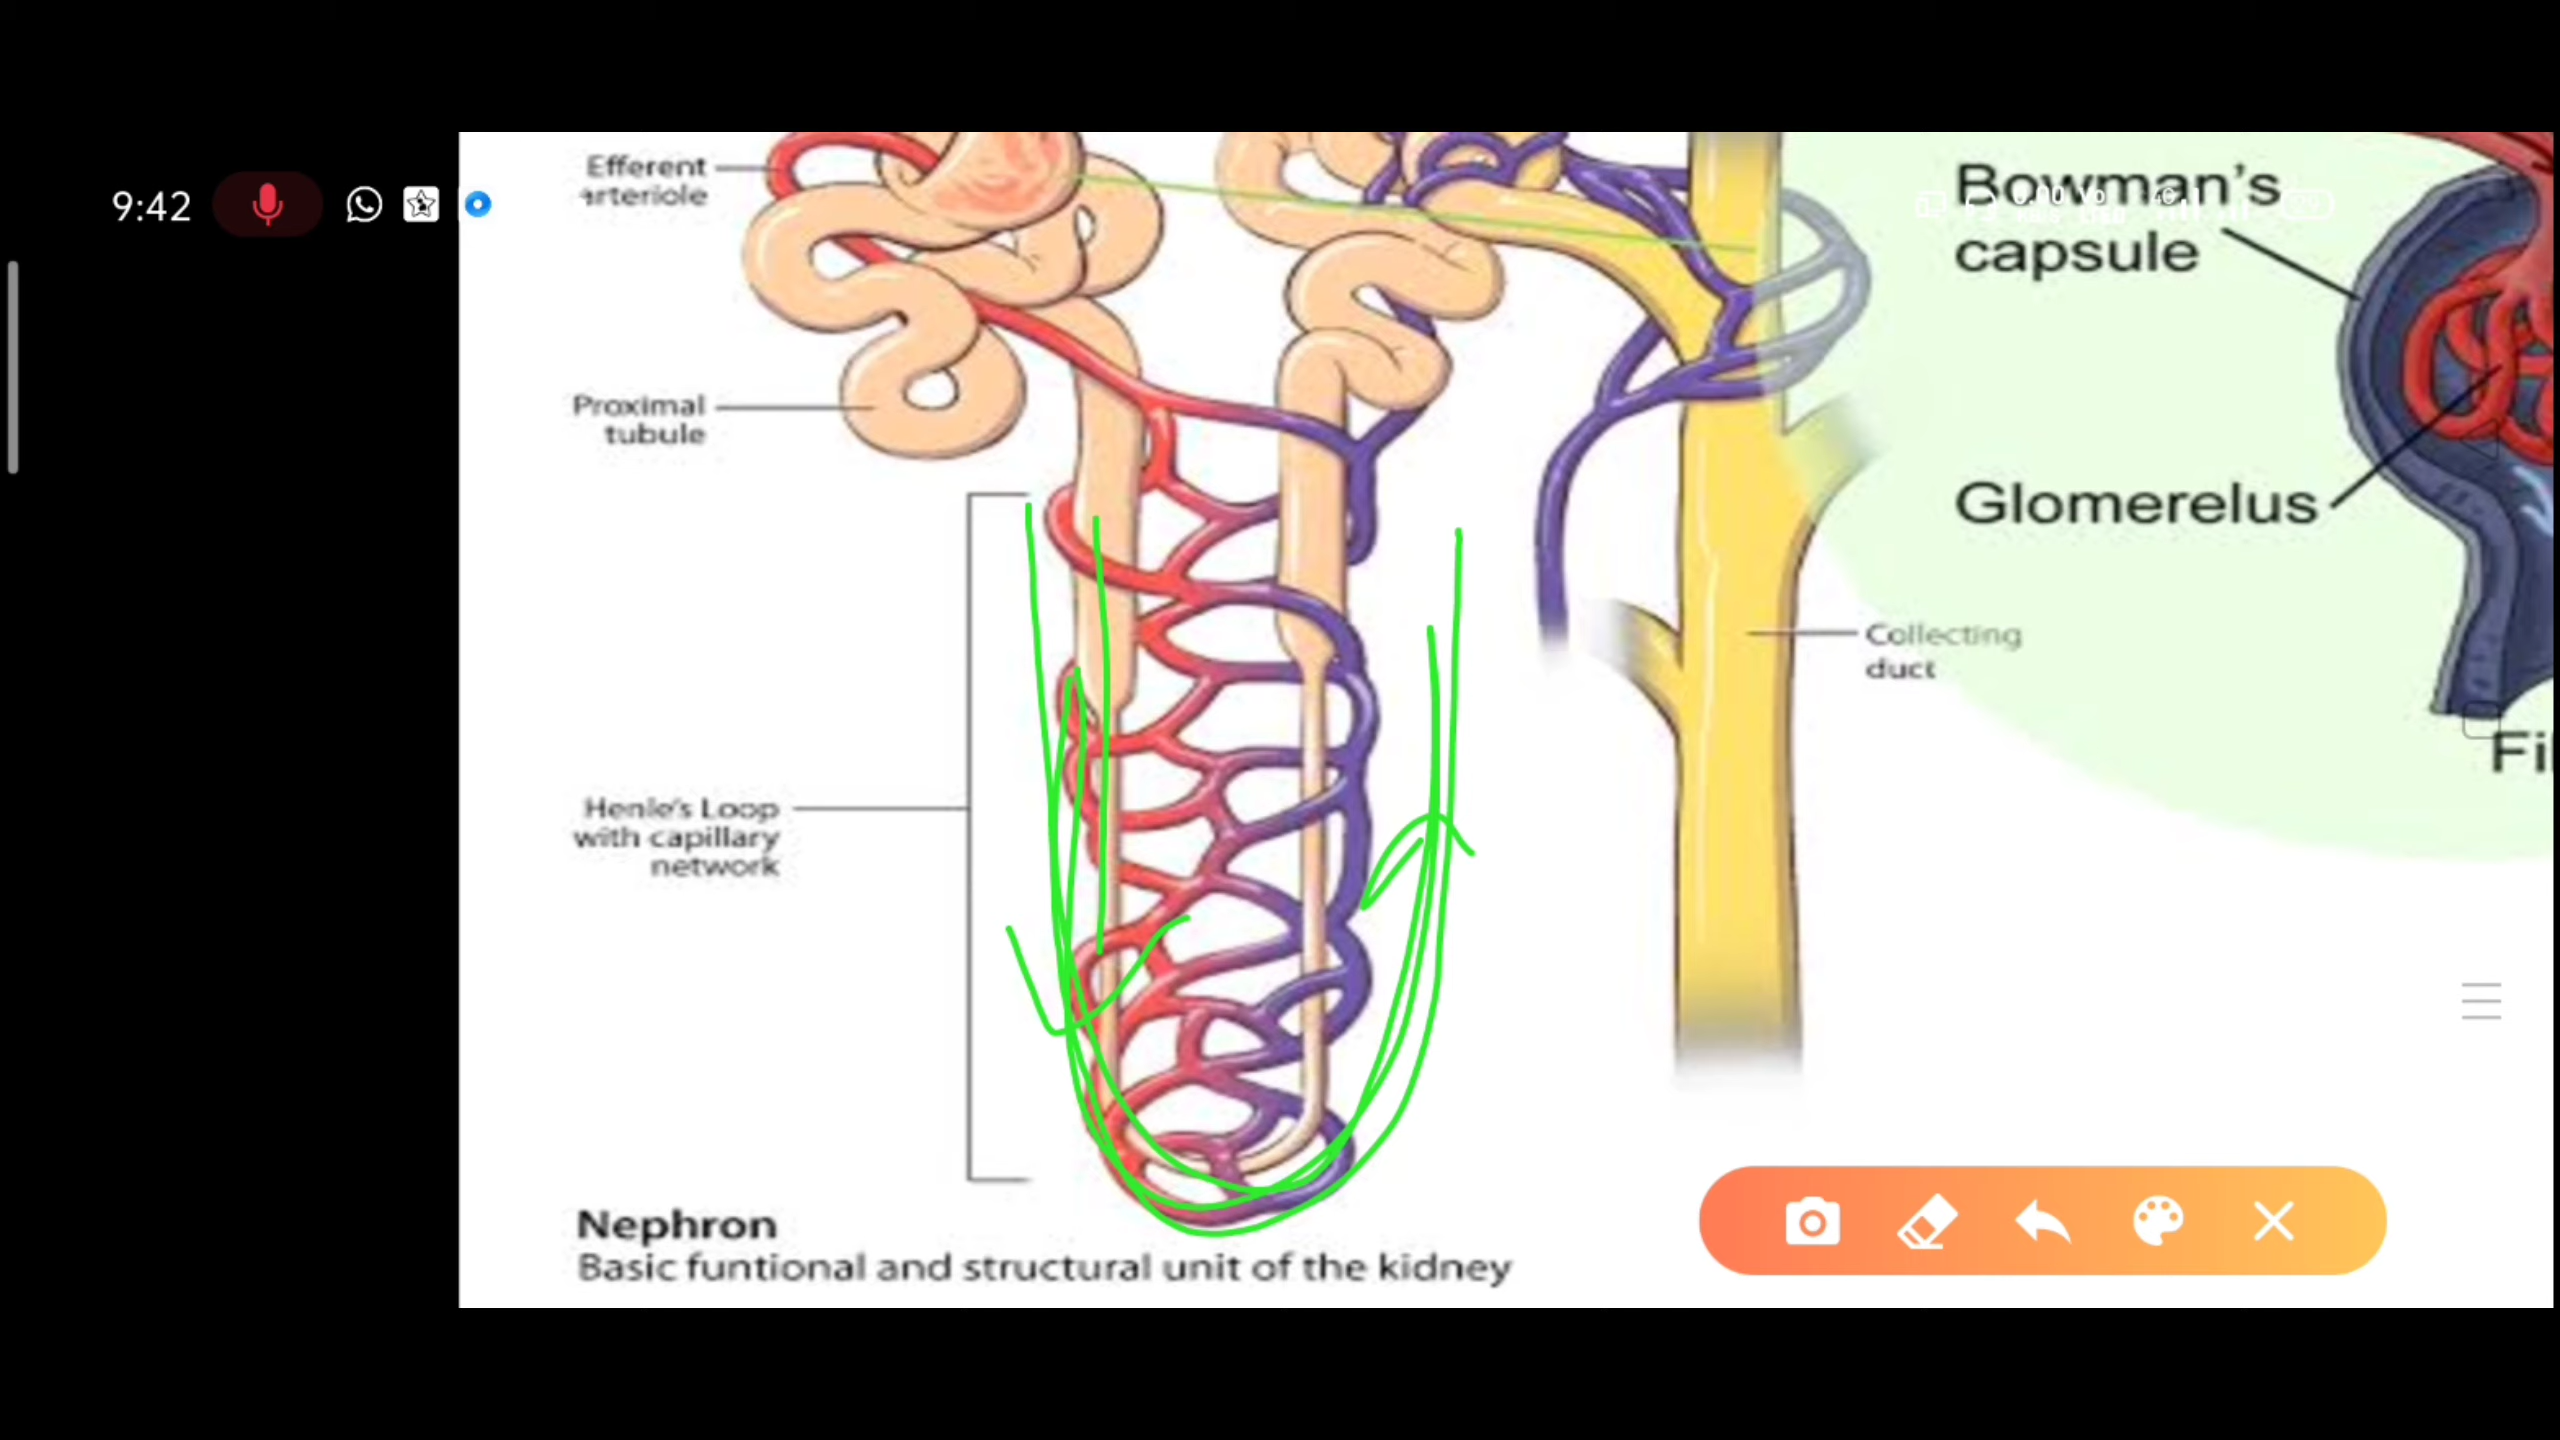 9:42
Efferent
arteriole
Proximal
tubule
Henle's Loop
with capillary
network
Nephron
Basic funtional and structural unit of the kidney
Collecting
duct
Bowman's
capsule
Glomerelus
Fi